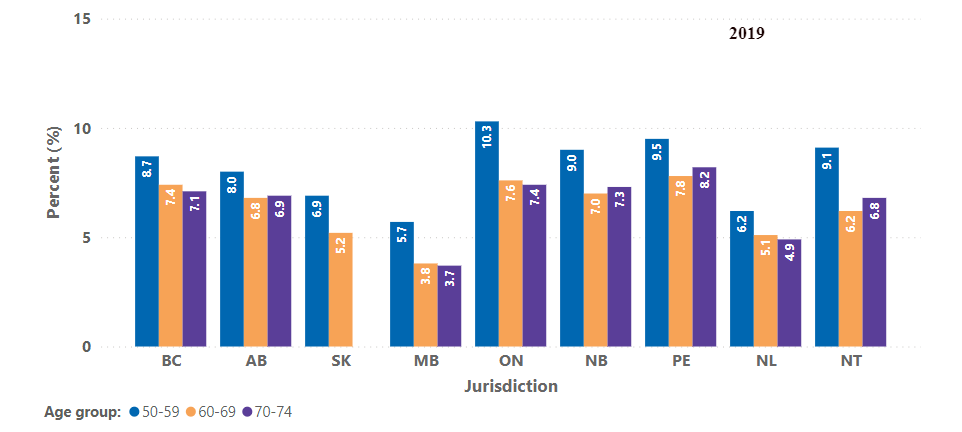 15
2019
10
5
0
Percent (%)
8.7 7.4 7.1 8.0 6.8 6.9 6.9 5.2 5.7 3.8 3.7 10.3 7.6 7.4 9.0 7.0 7.3 9.5 7.8 8.2 6.2 5.1 4.9 9.1 6.2 6.8
BC AB SK MB ON NB PE NL NT
Jurisdiction
Age group: 50-59 60-69 70-74